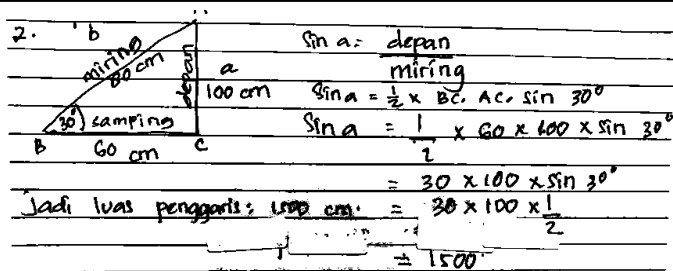 2. b
miring
80 cm
depan
a
100 cm
30° samping
B 60 cm C
Sin a = depan
miring
Sin a = 1/2 x BC. AC. sin 30°
Sin a = 1/2 x 60 x 100 x sin 30°
= 30 x 100 x sin 30°
Jadi luas penggaris: 1500 cm. = 30 x 100 x 1/2
= 1500